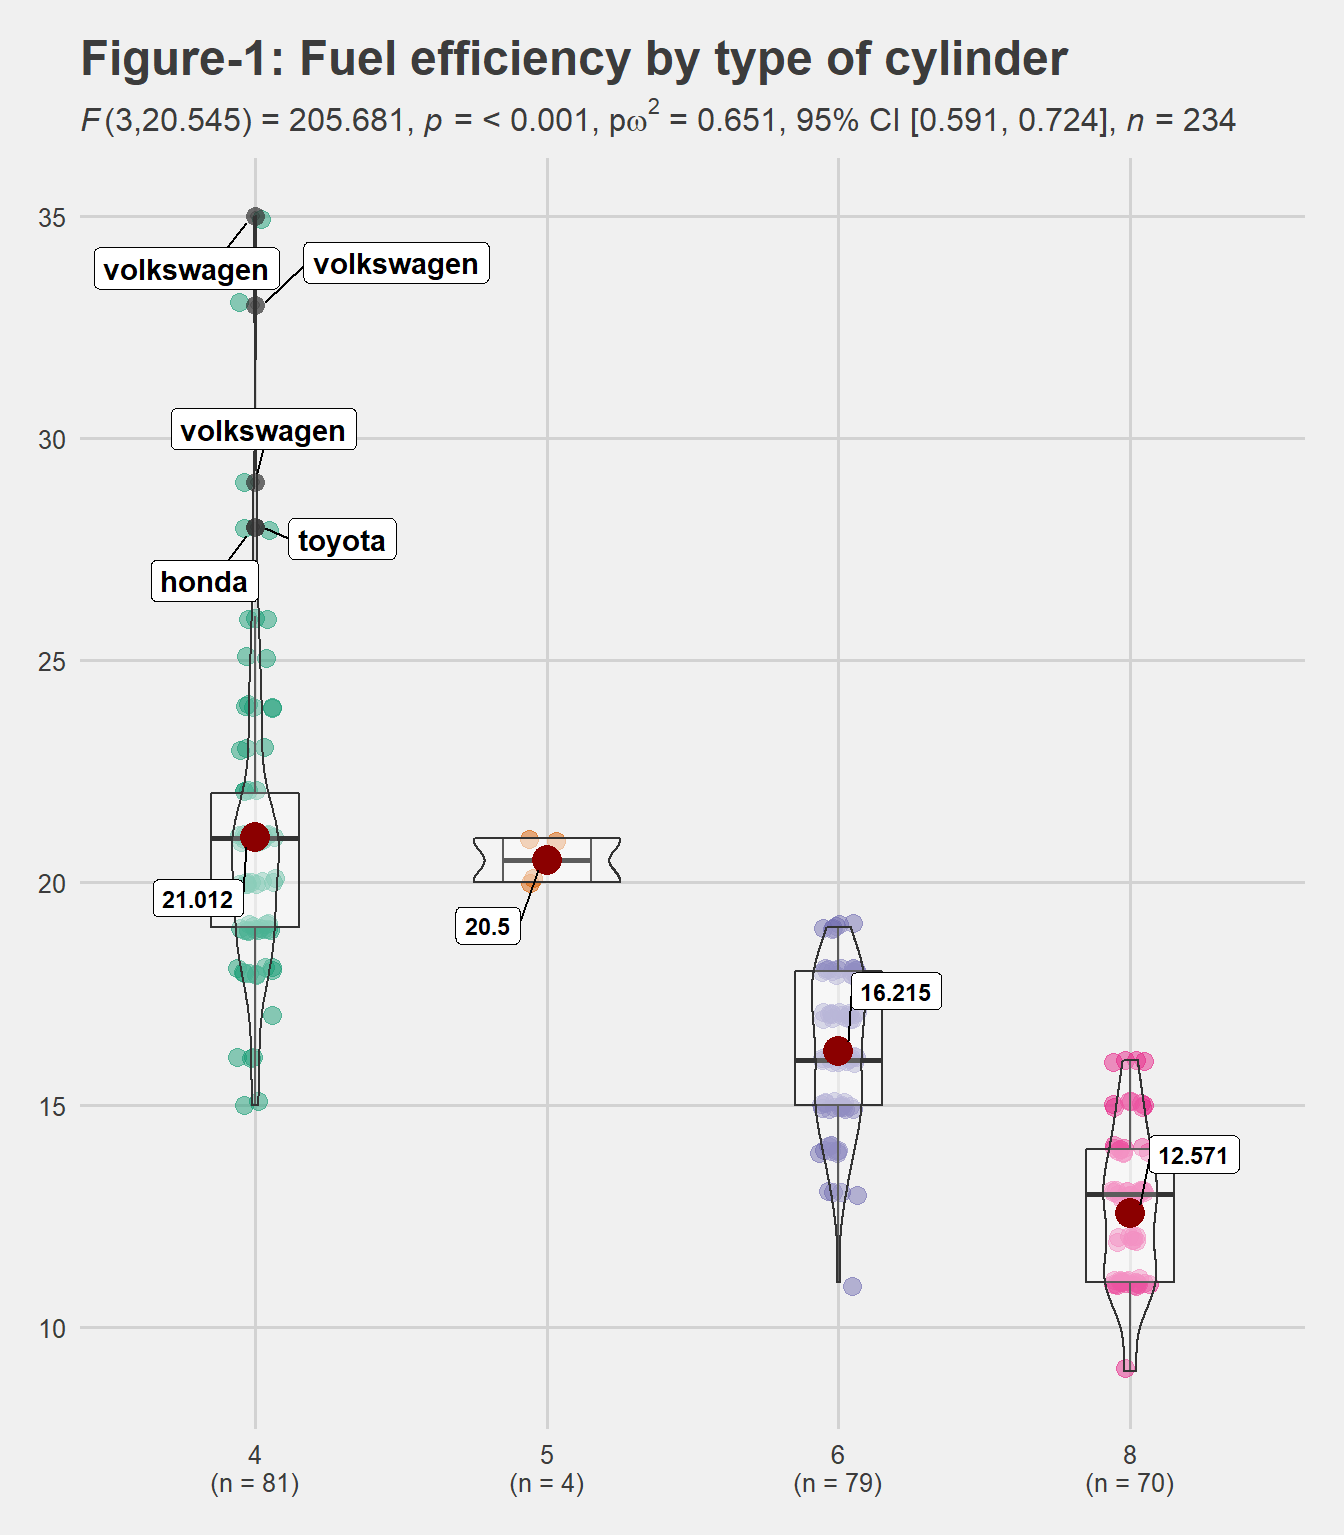 Figure-1: Fuel efficiency by type of cylinder
F(3,20.545) = 205.681, p = < 0.001, pω² = 0.651, 95% CI [0.591, 0.724], n = 234
35
volkswagen
volkswagen
30
volkswagen
toyota
honda
25
20
21.012
20.5
16.215
15
12.571
10
4
(n = 81)
5
(n = 4)
6
(n = 79)
8
(n = 70)